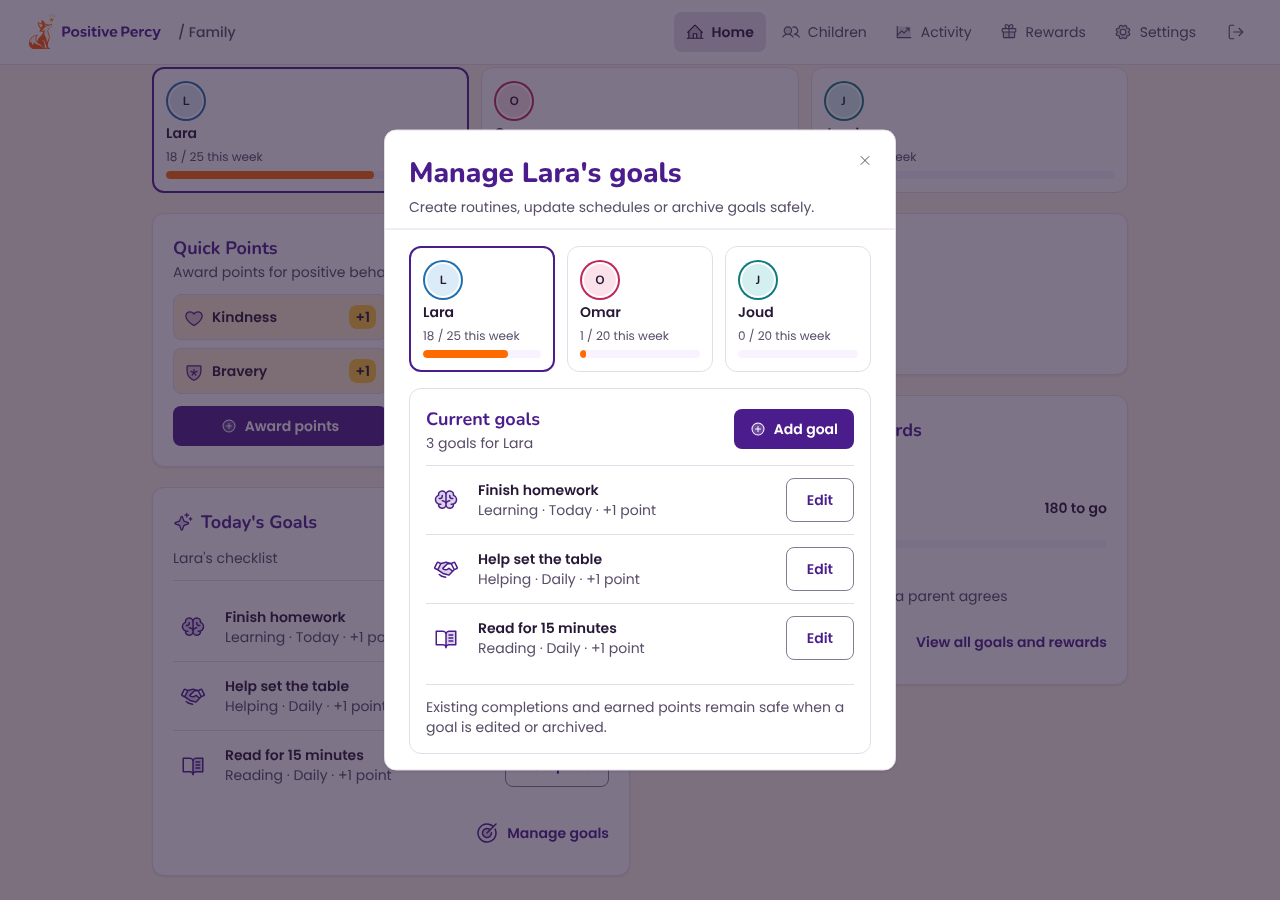 Positive Percy / Family
Home
Children
Activity
Rewards
Settings
L
Lara
18 / 25 this week
O
J
Quick Points
Award points for positive
Kindness
+1
Bravery
+1
Award points
Today's Goals
Lara's checklist
Finish homework
Learning · Today · +1
Help set the table
Helping · Daily · +1 point
Read for 15 minutes
Reading · Daily · +1 point
Manage goals
180 to go
a parent agrees
View all goals and rewards
Manage Lara's goals
Create routines, update schedules or archive goals safely.
L
Lara
18 / 25 this week
O
Omar
1 / 20 this week
J
Joud
0 / 20 this week
Current goals
3 goals for Lara
Add goal
Finish homework
Learning · Today · +1 point
Edit
Help set the table
Helping · Daily · +1 point
Edit
Read for 15 minutes
Reading · Daily · +1 point
Edit
Existing completions and earned points remain safe when a
goal is edited or archived.